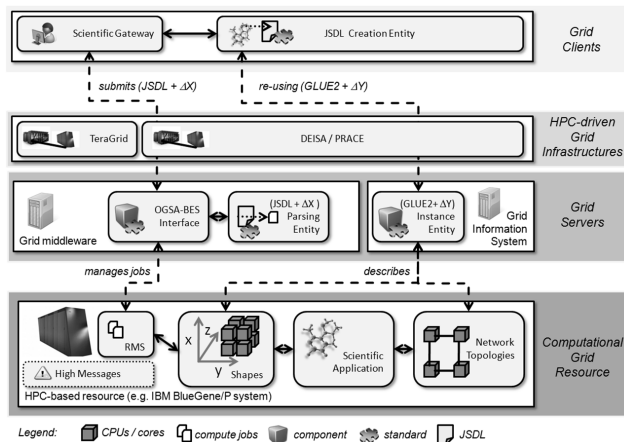 Scientific Gateway
JSDL Creation Entity
Grid
Clients
submits (JSDL + ΔX)
re-using (GLUE2 + ΔY)
TeraGrid
DEISA / PRACE
HPC-driven
Grid
Infrastructures
Grid middleware
OGSA-BES
Interface
(JSDL + ΔX )
Parsing
Entity
(GLUE2+ ΔY)
Instance
Entity
Grid
Information
System
Grid
Servers
manages jobs
describes
RMS
High Messages
X
Z
y
Shapes
Scientific
Application
Network
Topologies
HPC-based resource (e.g. IBM BlueGene/P system)
Computational
Grid
Resource
Legend:
CPUs / cores
compute jobs
component
standard
JSDL